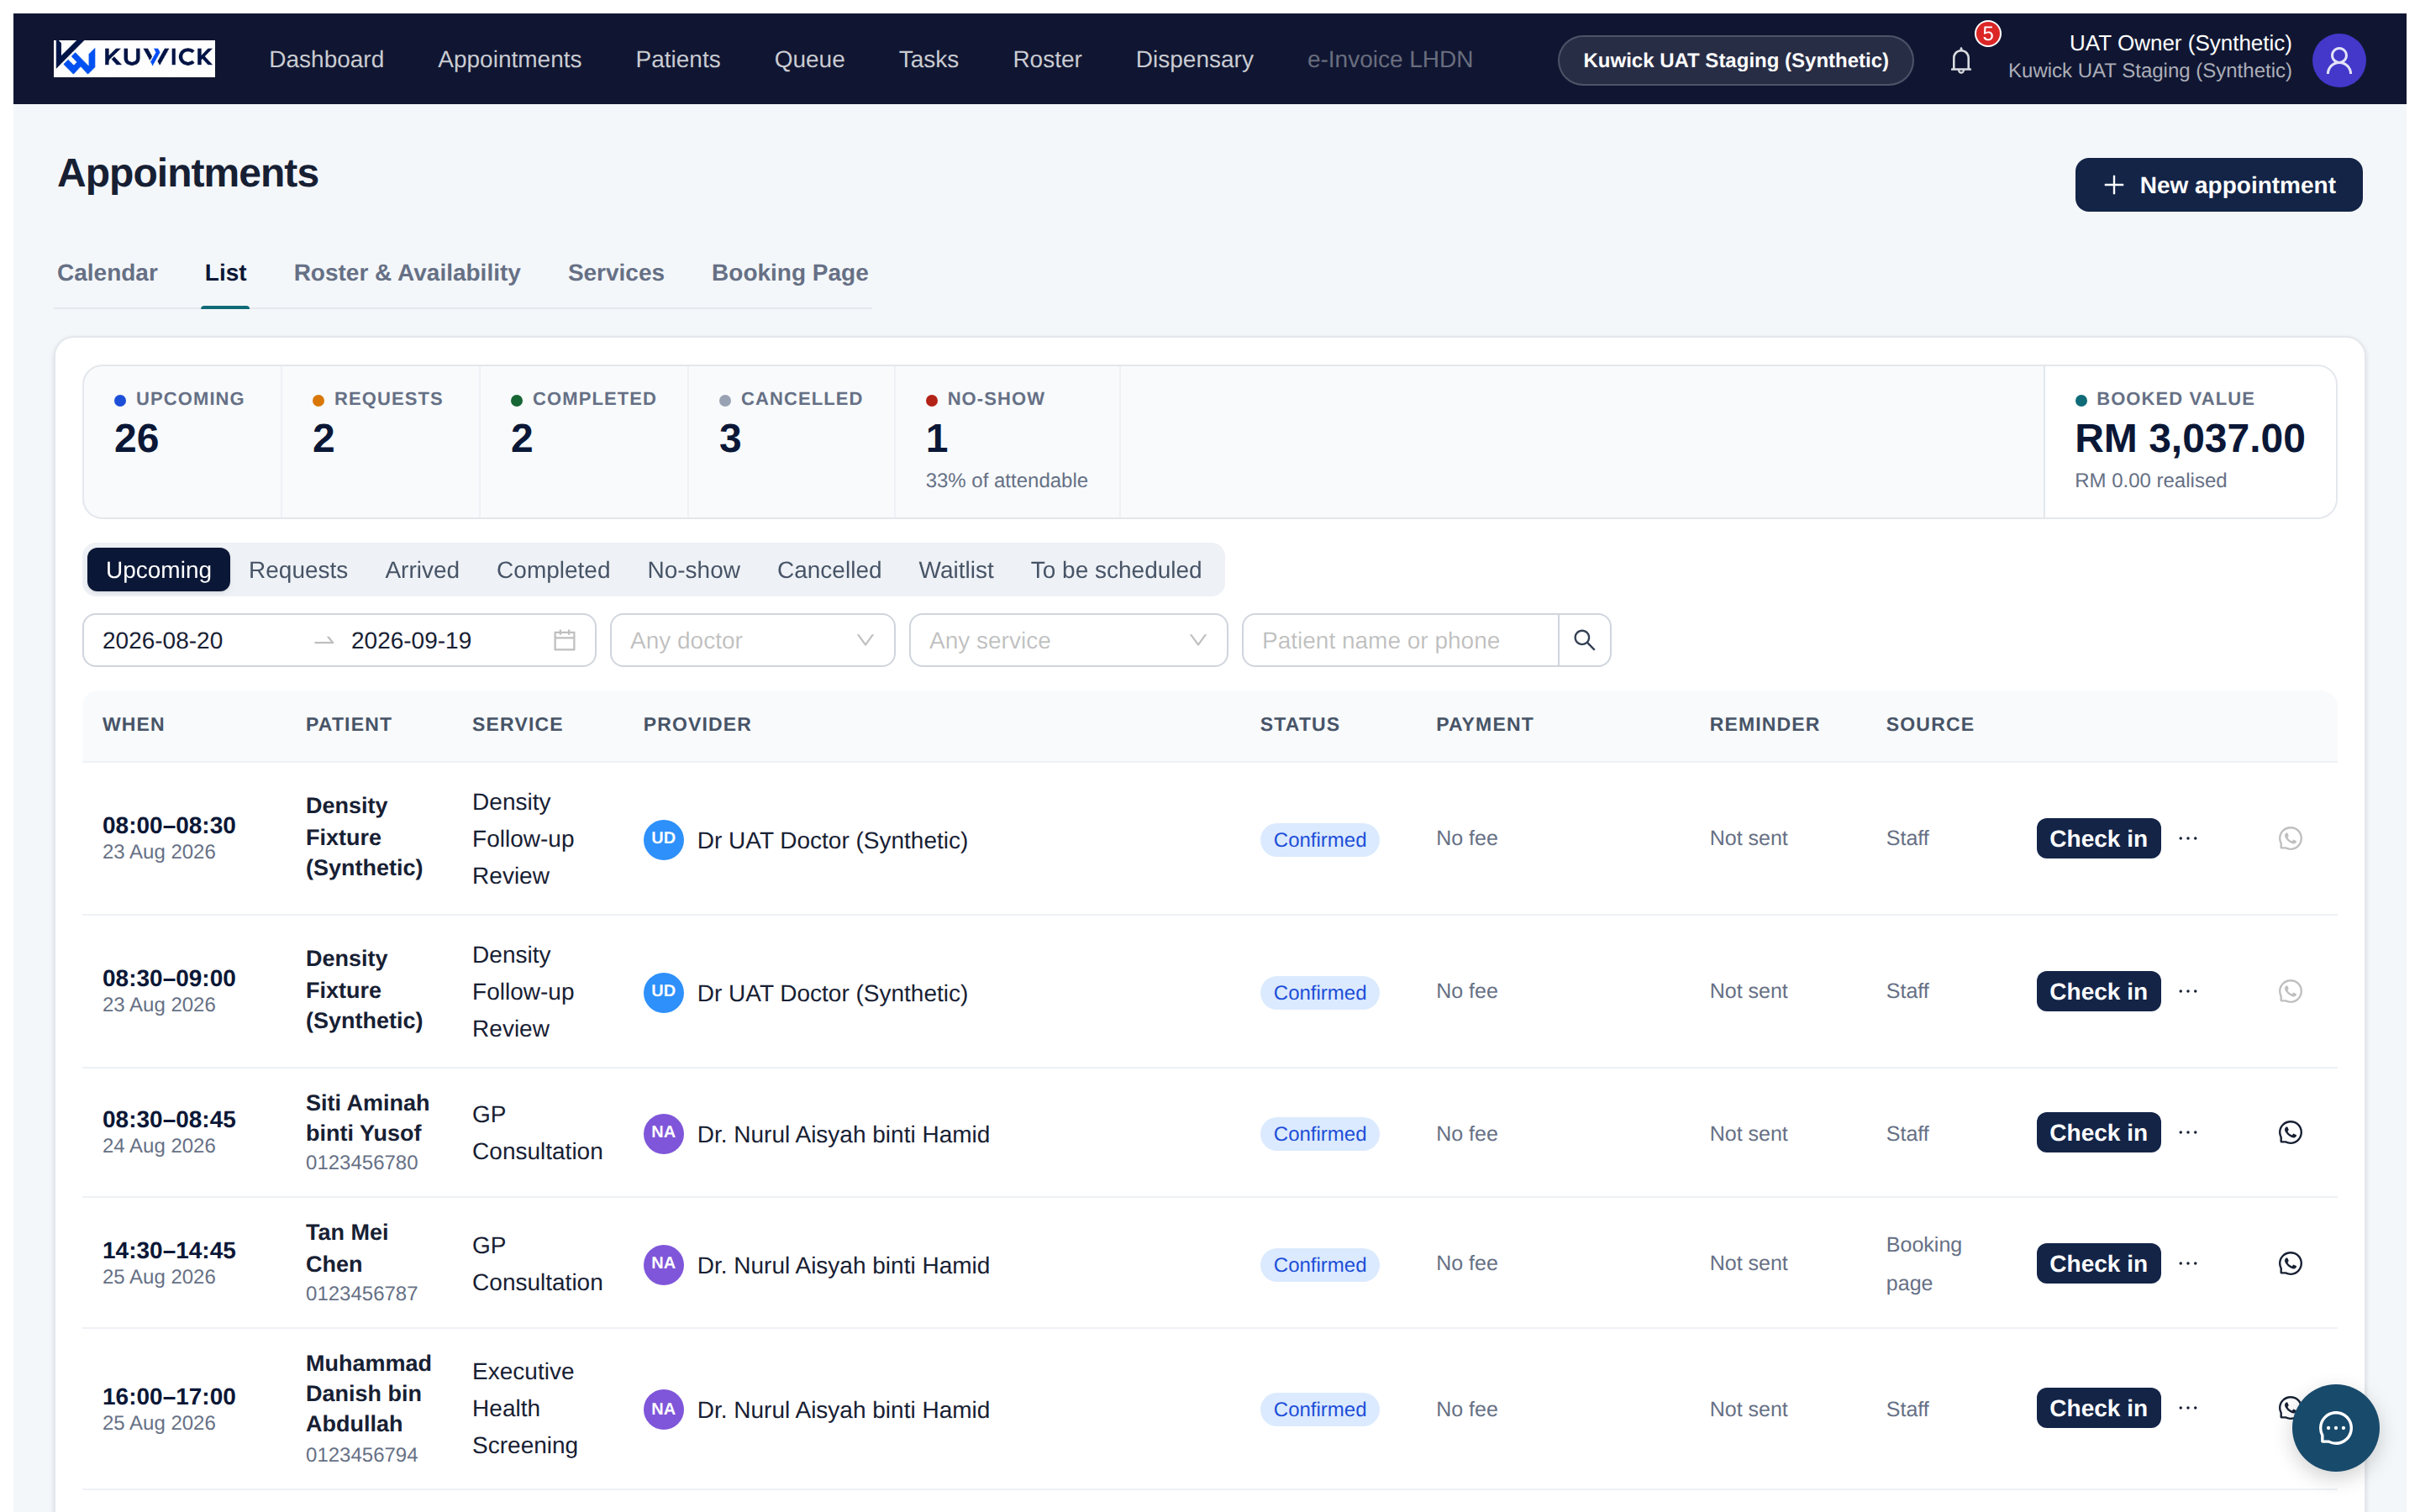 KUWICK
Dashboard
Appointments
Patients
Queue
Tasks
Roster
Dispensary
e-Invoice LHDN
Kuwick UAT Staging (Synthetic)
5
UAT Owner (Synthetic)
Kuwick UAT Staging (Synthetic)
Appointments
New appointment
Calendar
List
Roster & Availability
Services
Booking Page
UPCOMING
26
REQUESTS
2
COMPLETED
2
CANCELLED
3
NO-SHOW
1
33% of attendable
BOOKED VALUE
RM 3,037.00
RM 0.00 realised
Upcoming
Requests
Arrived
Completed
No-show
Cancelled
Waitlist
To be scheduled
2026-08-20
2026-09-19
Any doctor
Any service
Patient name or phone
WHEN
PATIENT
SERVICE
PROVIDER
STATUS
PAYMENT
REMINDER
SOURCE
08:00–08:30
23 Aug 2026
Density
Fixture
(Synthetic)
Density
Follow-up
Review
UD
Dr UAT Doctor (Synthetic)
Confirmed
No fee
Not sent
Staff
Check in
08:30–09:00
23 Aug 2026
Density
Fixture
(Synthetic)
Density
Follow-up
Review
UD
Dr UAT Doctor (Synthetic)
Confirmed
No fee
Not sent
Staff
Check in
08:30–08:45
24 Aug 2026
Siti Aminah
binti Yusof
0123456780
GP
Consultation
NA
Dr. Nurul Aisyah binti Hamid
Confirmed
No fee
Not sent
Staff
Check in
14:30–14:45
25 Aug 2026
Tan Mei
Chen
0123456787
GP
Consultation
NA
Dr. Nurul Aisyah binti Hamid
Confirmed
No fee
Not sent
Booking
page
Check in
16:00–17:00
25 Aug 2026
Muhammad
Danish bin
Abdullah
0123456794
Executive
Health
Screening
NA
Dr. Nurul Aisyah binti Hamid
Confirmed
No fee
Not sent
Staff
Check in